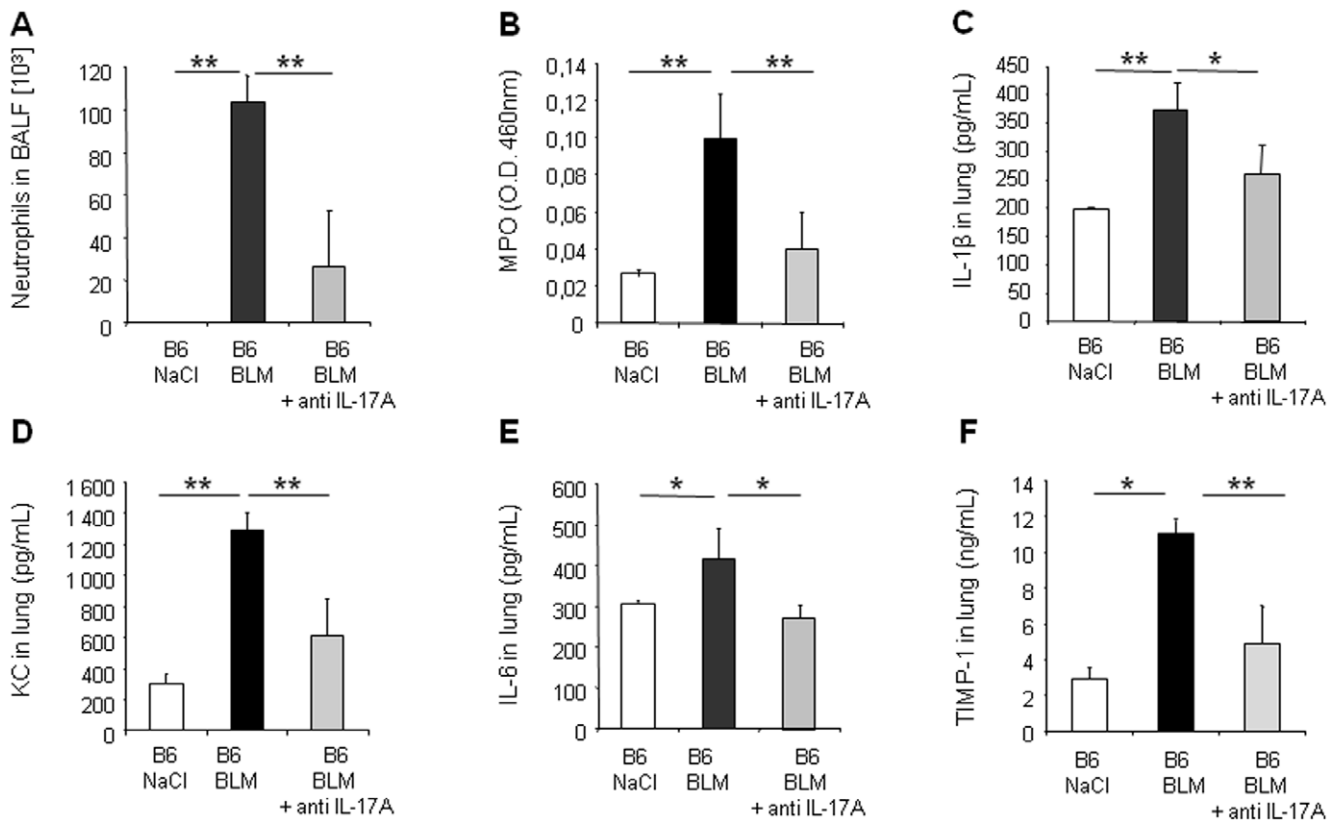 A
Neutrophils in BALF [10³]
120
100
80
60
40
20
0
** **
B6
NaCl
B6
BLM
B6
BLM
+ anti IL-17A
B
MPO (O.D. 460nm)
0,14
0,12
0,10
0,08
0,06
0,04
0,02
0
** **
B6
NaCl
B6
BLM
B6
BLM
+ anti IL-17A
C
IL-1β in lung (pg/mL)
450
400
350
300
250
200
150
100
50
0
** *
B6
NaCl
B6
BLM
B6
BLM
+ anti IL-17A
D
KC in lung (pg/mL)
1 600
1 400
1 200
1 000
800
600
400
200
0
** **
B6
NaCl
B6
BLM
B6
BLM
+ anti IL-17A
E
IL-6 in lung (pg/mL)
600
500
400
300
200
100
0
* *
B6
NaCl
B6
BLM
B6
BLM
+ anti IL-17A
F
TIMP-1 in lung (ng/mL)
14
12
10
8
6
4
2
0
* **
B6
NaCl
B6
BLM
B6
BLM
+ anti IL-17A